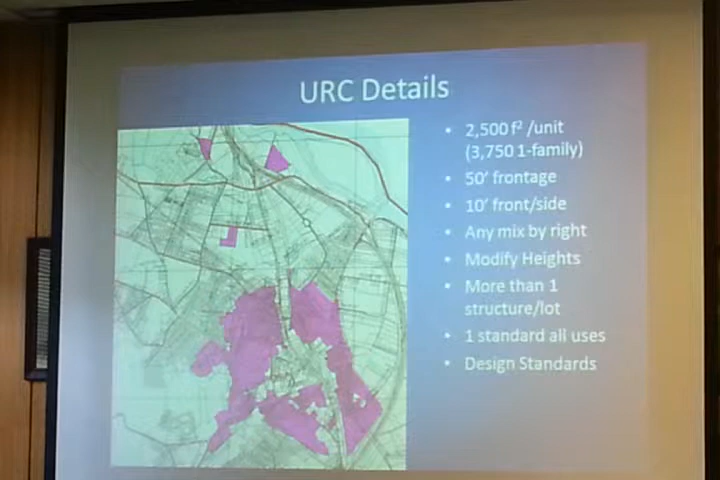 URC Details
• 2,500 f² /unit
(3,750 1-family)
• 50' frontage
• 10' front/side
• Any mix by right
• Modify Heights
• More than 1
structure/lot
• 1 standard all uses
• Design Standards